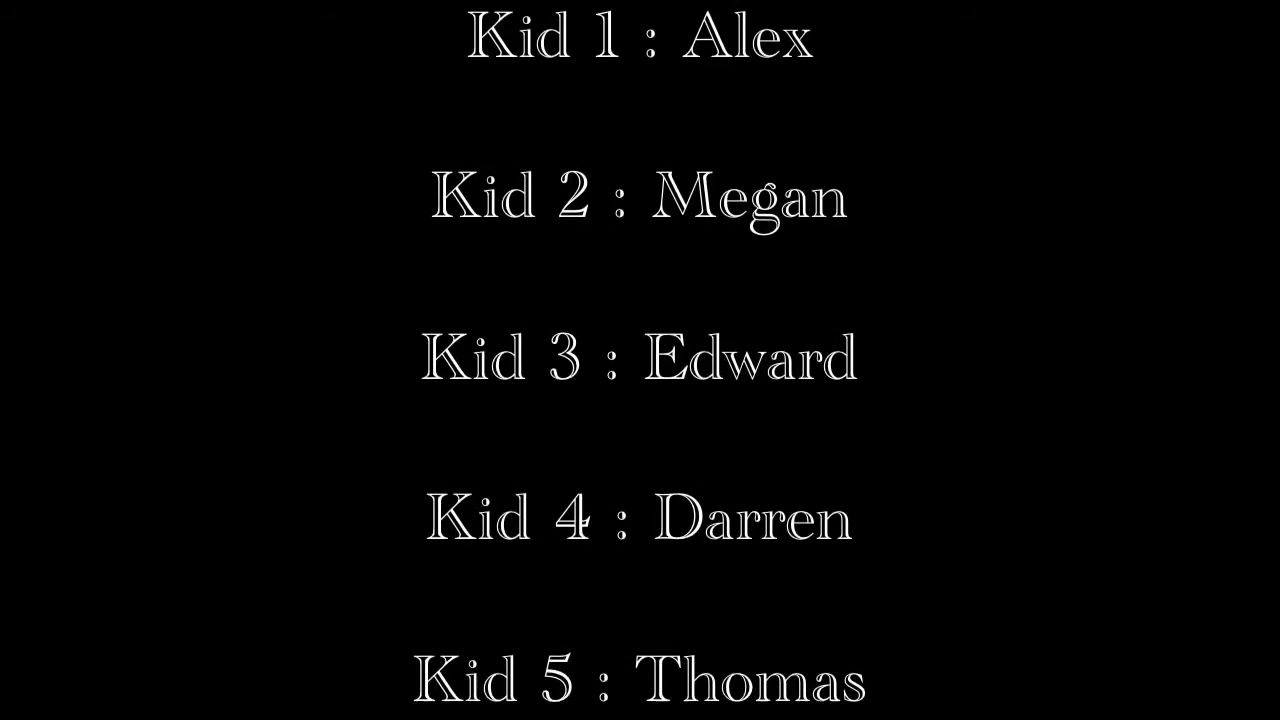 Kid 1 : Alex
Kid 2 : Megan
Kid 3 : Edward
Kid 4 : Darren
Kid 5 : Thomas